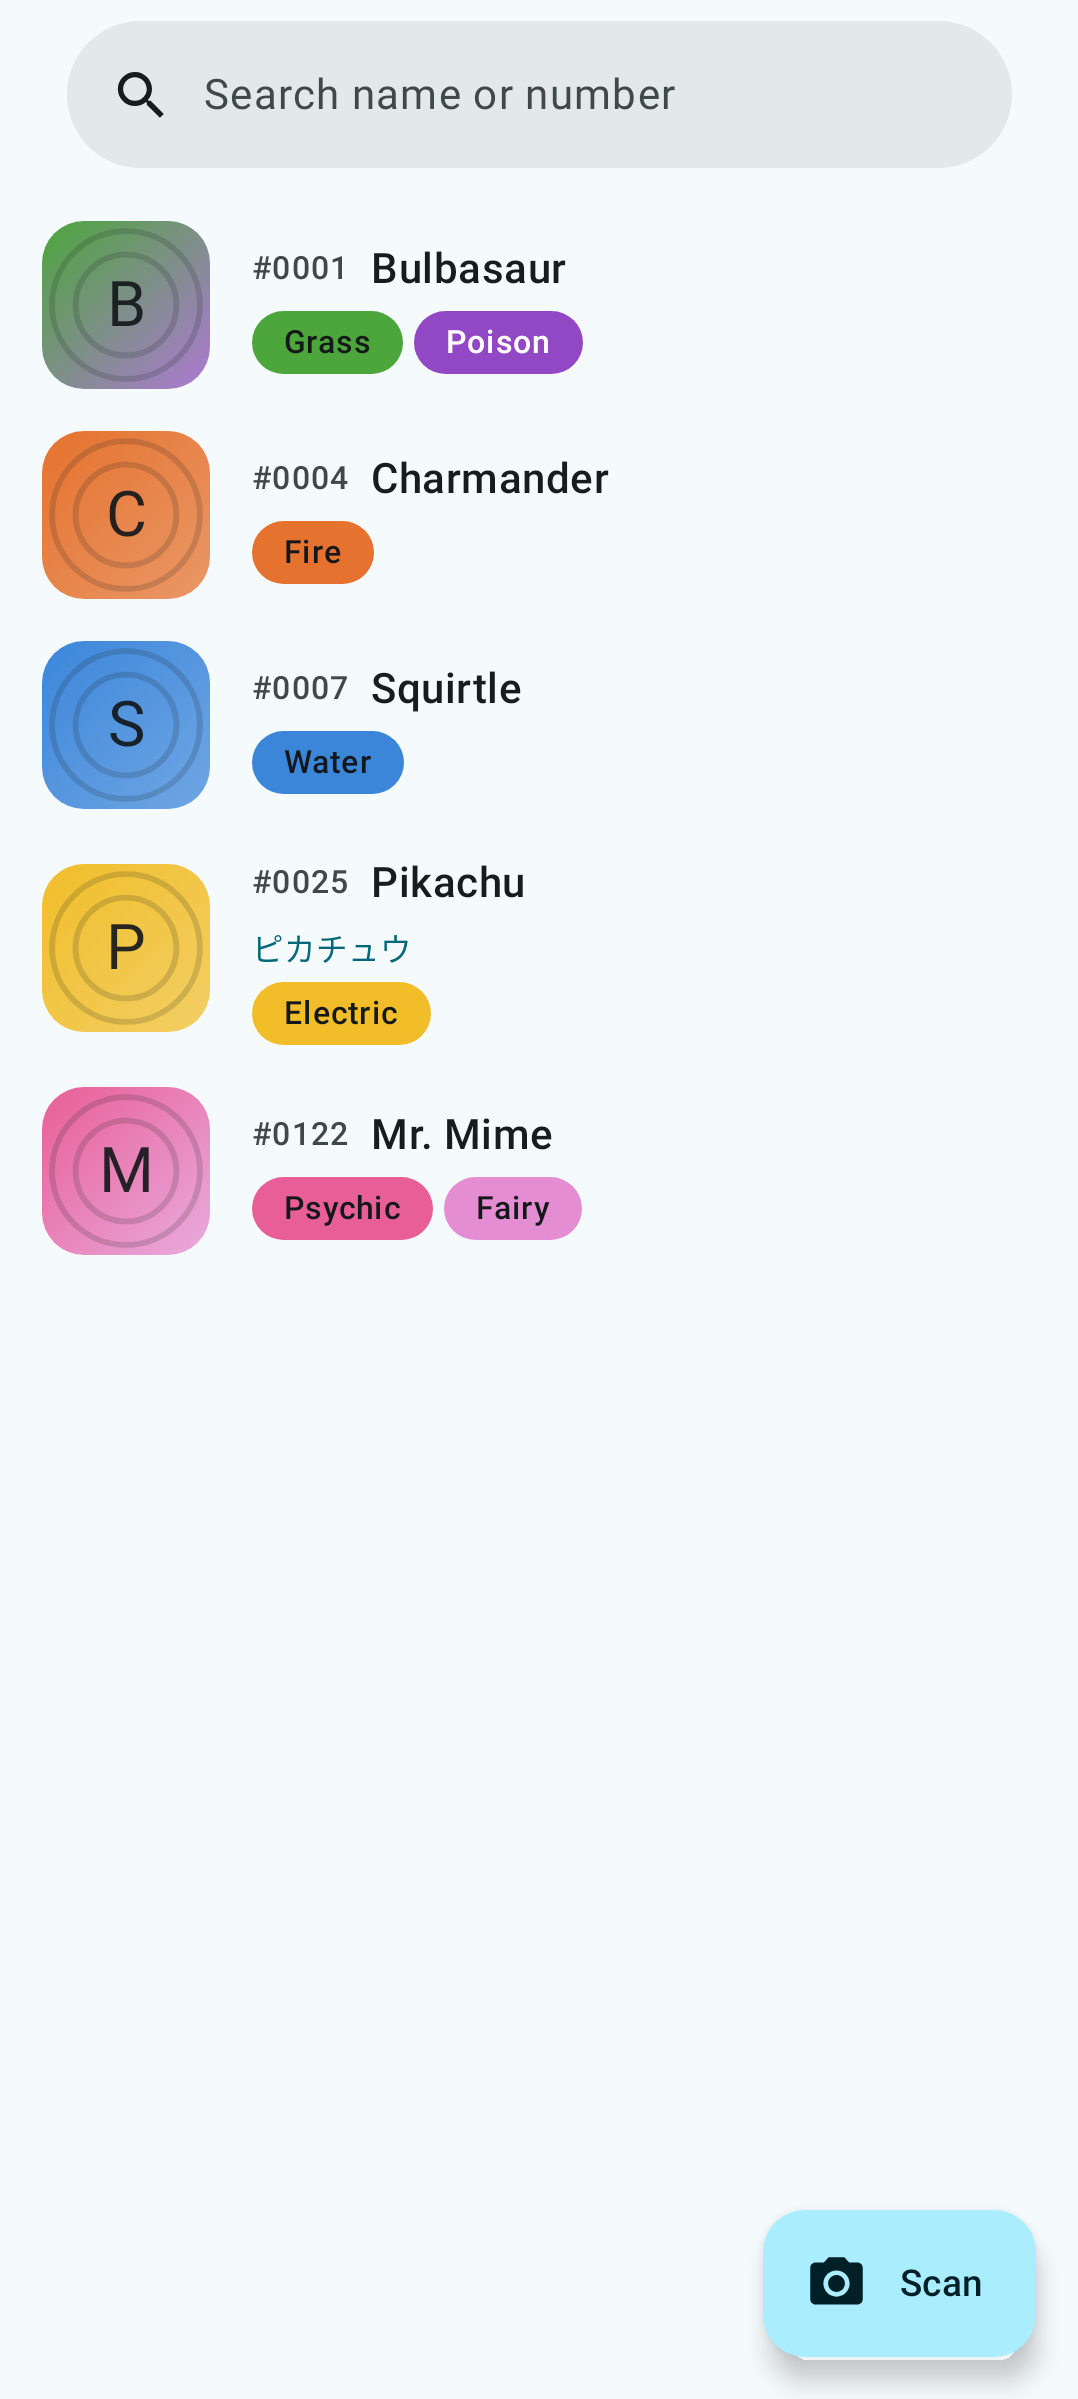 Search name or number
B
#0001 Bulbasaur
Grass Poison
C
#0004 Charmander
Fire
S
#0007 Squirtle
Water
P
#0025 Pikachu
ピカチュウ
Electric
M
#0122 Mr. Mime
Psychic Fairy
Scan